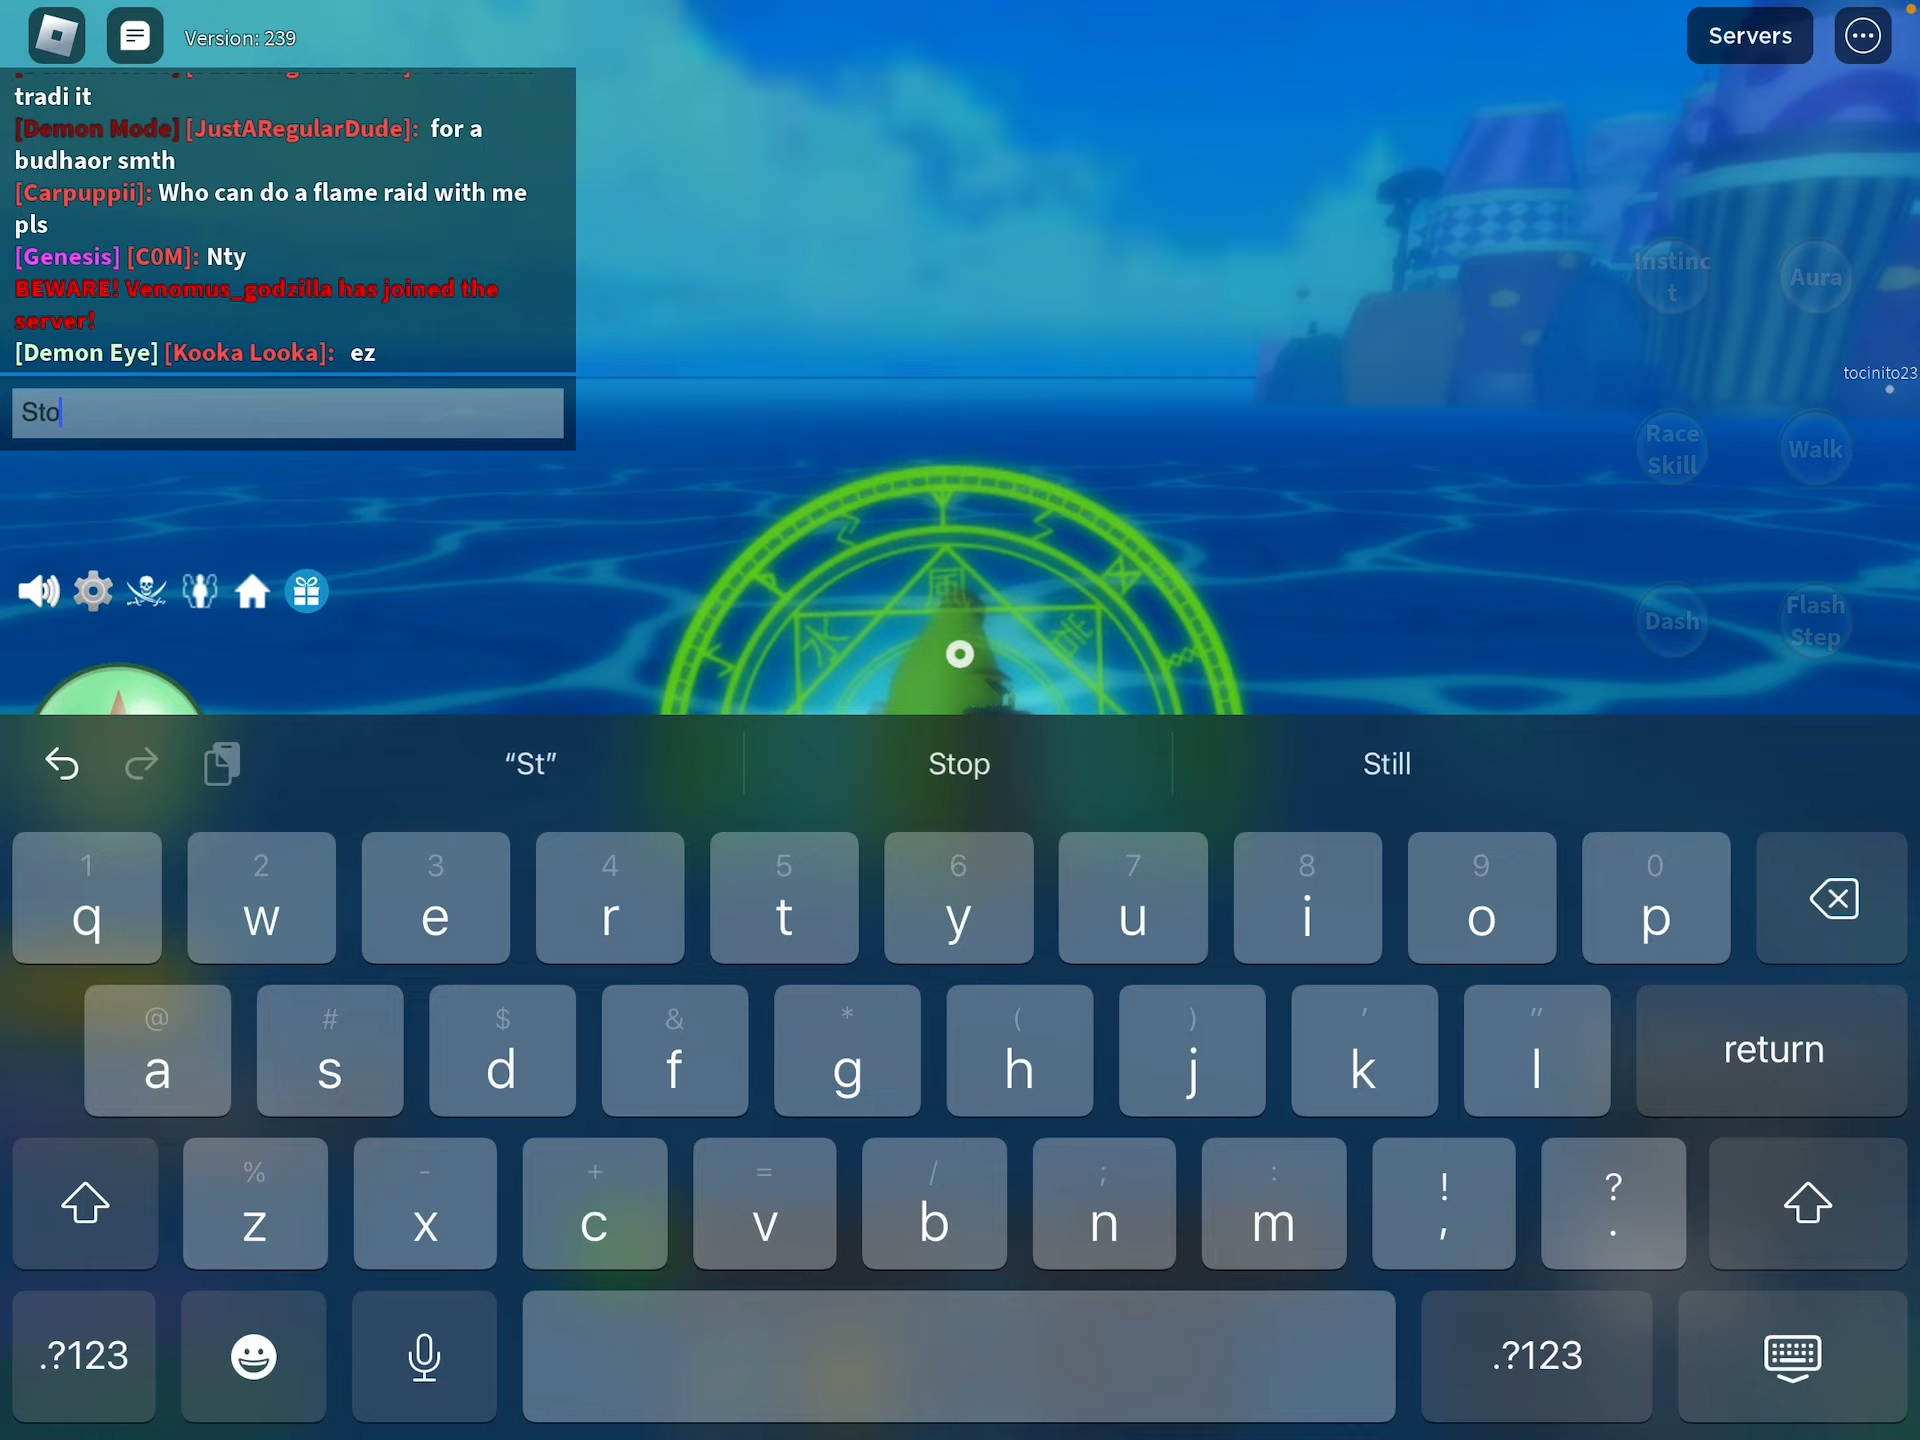 Version: 239
Servers
tradi it
[Demon Mode] [JustARegularDude]: for a
budhaor smth
[Carpuppii]: Who can do a flame raid with me
pls
[Genesis] [C0M]: Nty
BEWARE! Venomus_godzilla has joined the
server!
[Demon Eye] [Kooka Looka]: ez
Sto
Instinc
t
Aura
tocinito23
Race
Skill
Walk
Dash
Flash
Step
風
水
“St” Stop Still
1 2 3 4 5 6 7 8 9 0
q w e r t y u i o p
@ # $ & * ( ) ' "
a s d f g h j k l return
% - + = / ; : ! ?
z x c v b n m , .
.?123 .?123